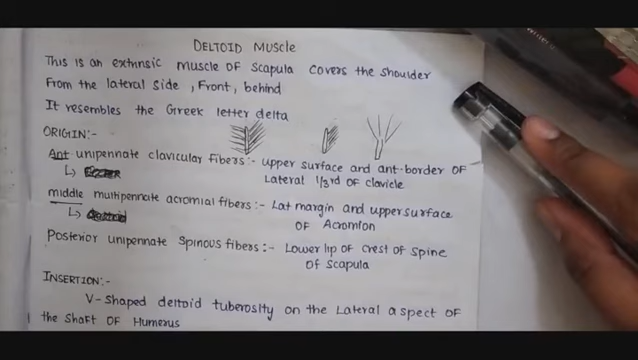 DELTOID MUSCLE
This is an extrinsic muscle of scapula covers the shoulder
From the lateral side , Front, behind
It resembles the Greek letter delta
ORIGIN:-
Ant unipennate clavicular fibers:- upper surface and ant. border of
Lateral 1/3rd of clavicle
middle multipennate acromial fibers:- Lat margin and upper surface
of Acromion
Posterior unipennate spinous fibers:- Lower lip of crest of spine
of scapula
INSERTION:-
V-shaped deltoid tuberosity on the Lateral aspect of
the shaft of Humerus